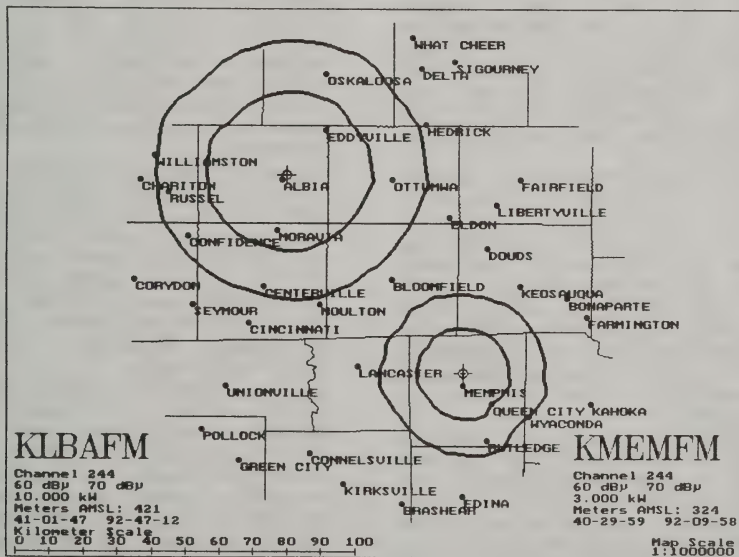 WHAT CHEER
SIGOURNEY
DELTA
OSKALOOSA
HEDRICK
EDDYVILLE
WILLIAMSTON
CHARITON
RUSSEL
ALBIA
OTTUMWA
FAIRFIELD
LIBERTYVILLE
ELDON
CONFIDENCE
MORAVIA
DOUDS
CORYDON
CENTERVILLE
BLOOMFIELD
KEOSAUQUA
BONAPARTE
SEYMOUR
MOULTON
FARMINGTON
CINCINNATI
LANCASTER
UNIONVILLE
MEMPHIS
QUEEN CITY
KAHOKA
WYACONDA
POLLOCK
RUTLEDGE
CONNELSVILLE
GREEN CITY
KIRKSVILLE
EDINA
BRASHEAR
KLBAFM
Channel 244
60 dBµ 70 dBµ
10.000 kW
Meters AMSL: 421
41-01-47 92-47-12
Kilometer Scale
0 10 20 30 40 50 60 70 80 90 100
KMEMFM
Channel 244
60 dBµ 70 dBµ
3.000 kW
Meters AMSL: 324
40-29-59 92-09-58
Map Scale
1:1000000